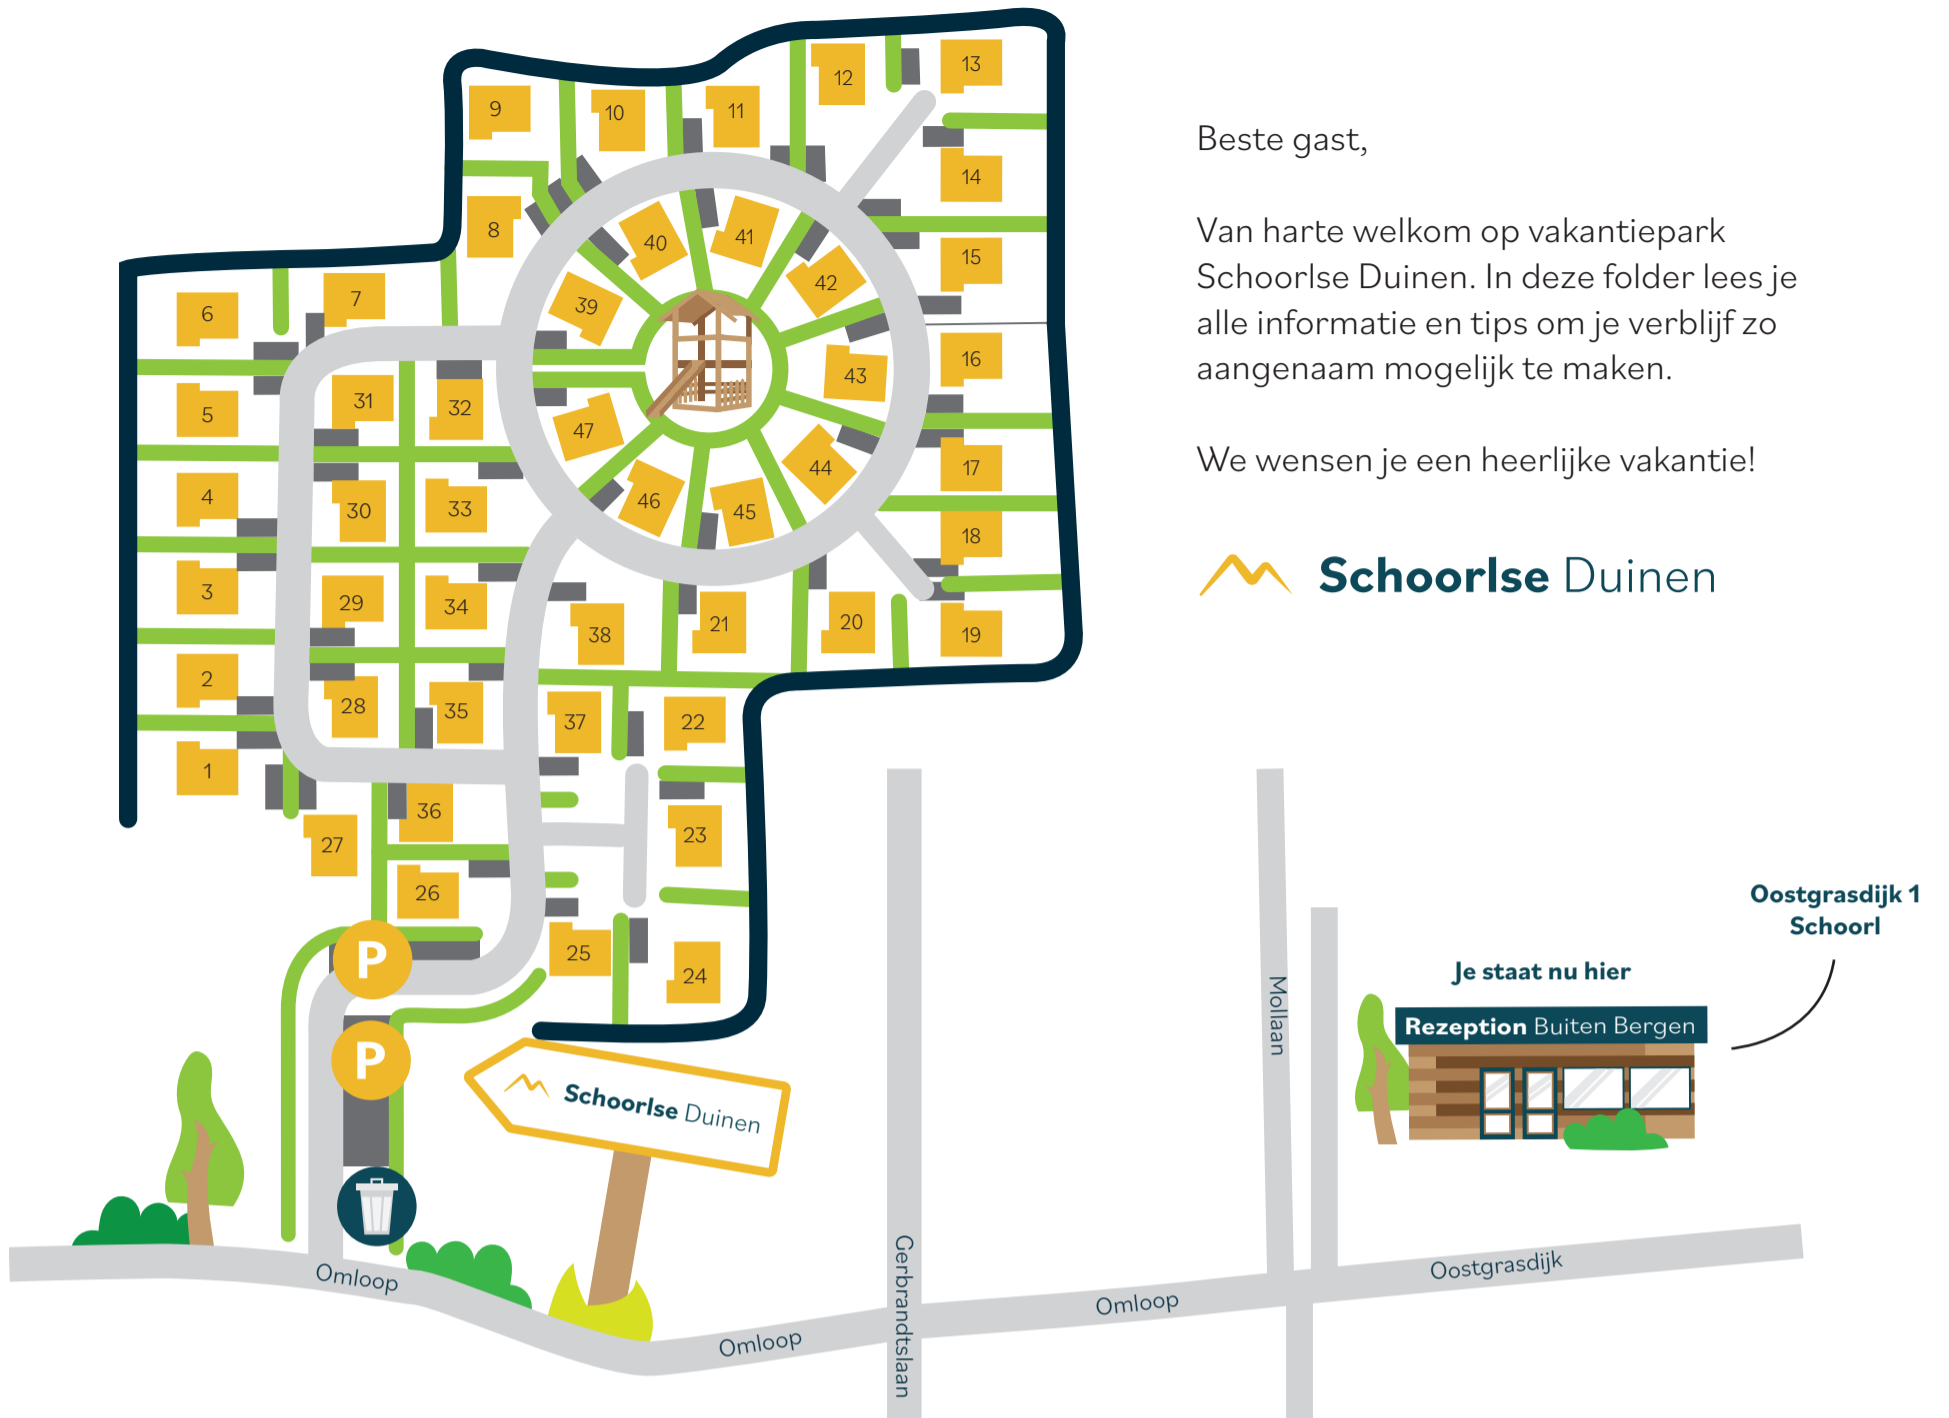 Beste gast,
Van harte welkom op vakantiepark
Schoorlse Duinen. In deze folder lees je
alle informatie en tips om je verblijf zo
aangenaam mogelijk te maken.
We wensen je een heerlijke vakantie!
Schoorlse Duinen
13
12
11
10
9
14
8
41
40
15
42
39
7
6
16
43
31
32
5
47
17
44
4
46
30
33
45
18
3
29
34
38
21
20
19
2
28
35
37
22
1
36
23
27
26
25
24
P
P
Schoorlse Duinen
Oostgrasdijk 1
Schoorl
Je staat nu hier
Rezeption Buiten Bergen
Mollaan
Gerbrandtslaan
Omloop
Omloop
Omloop
Oostgrasdijk